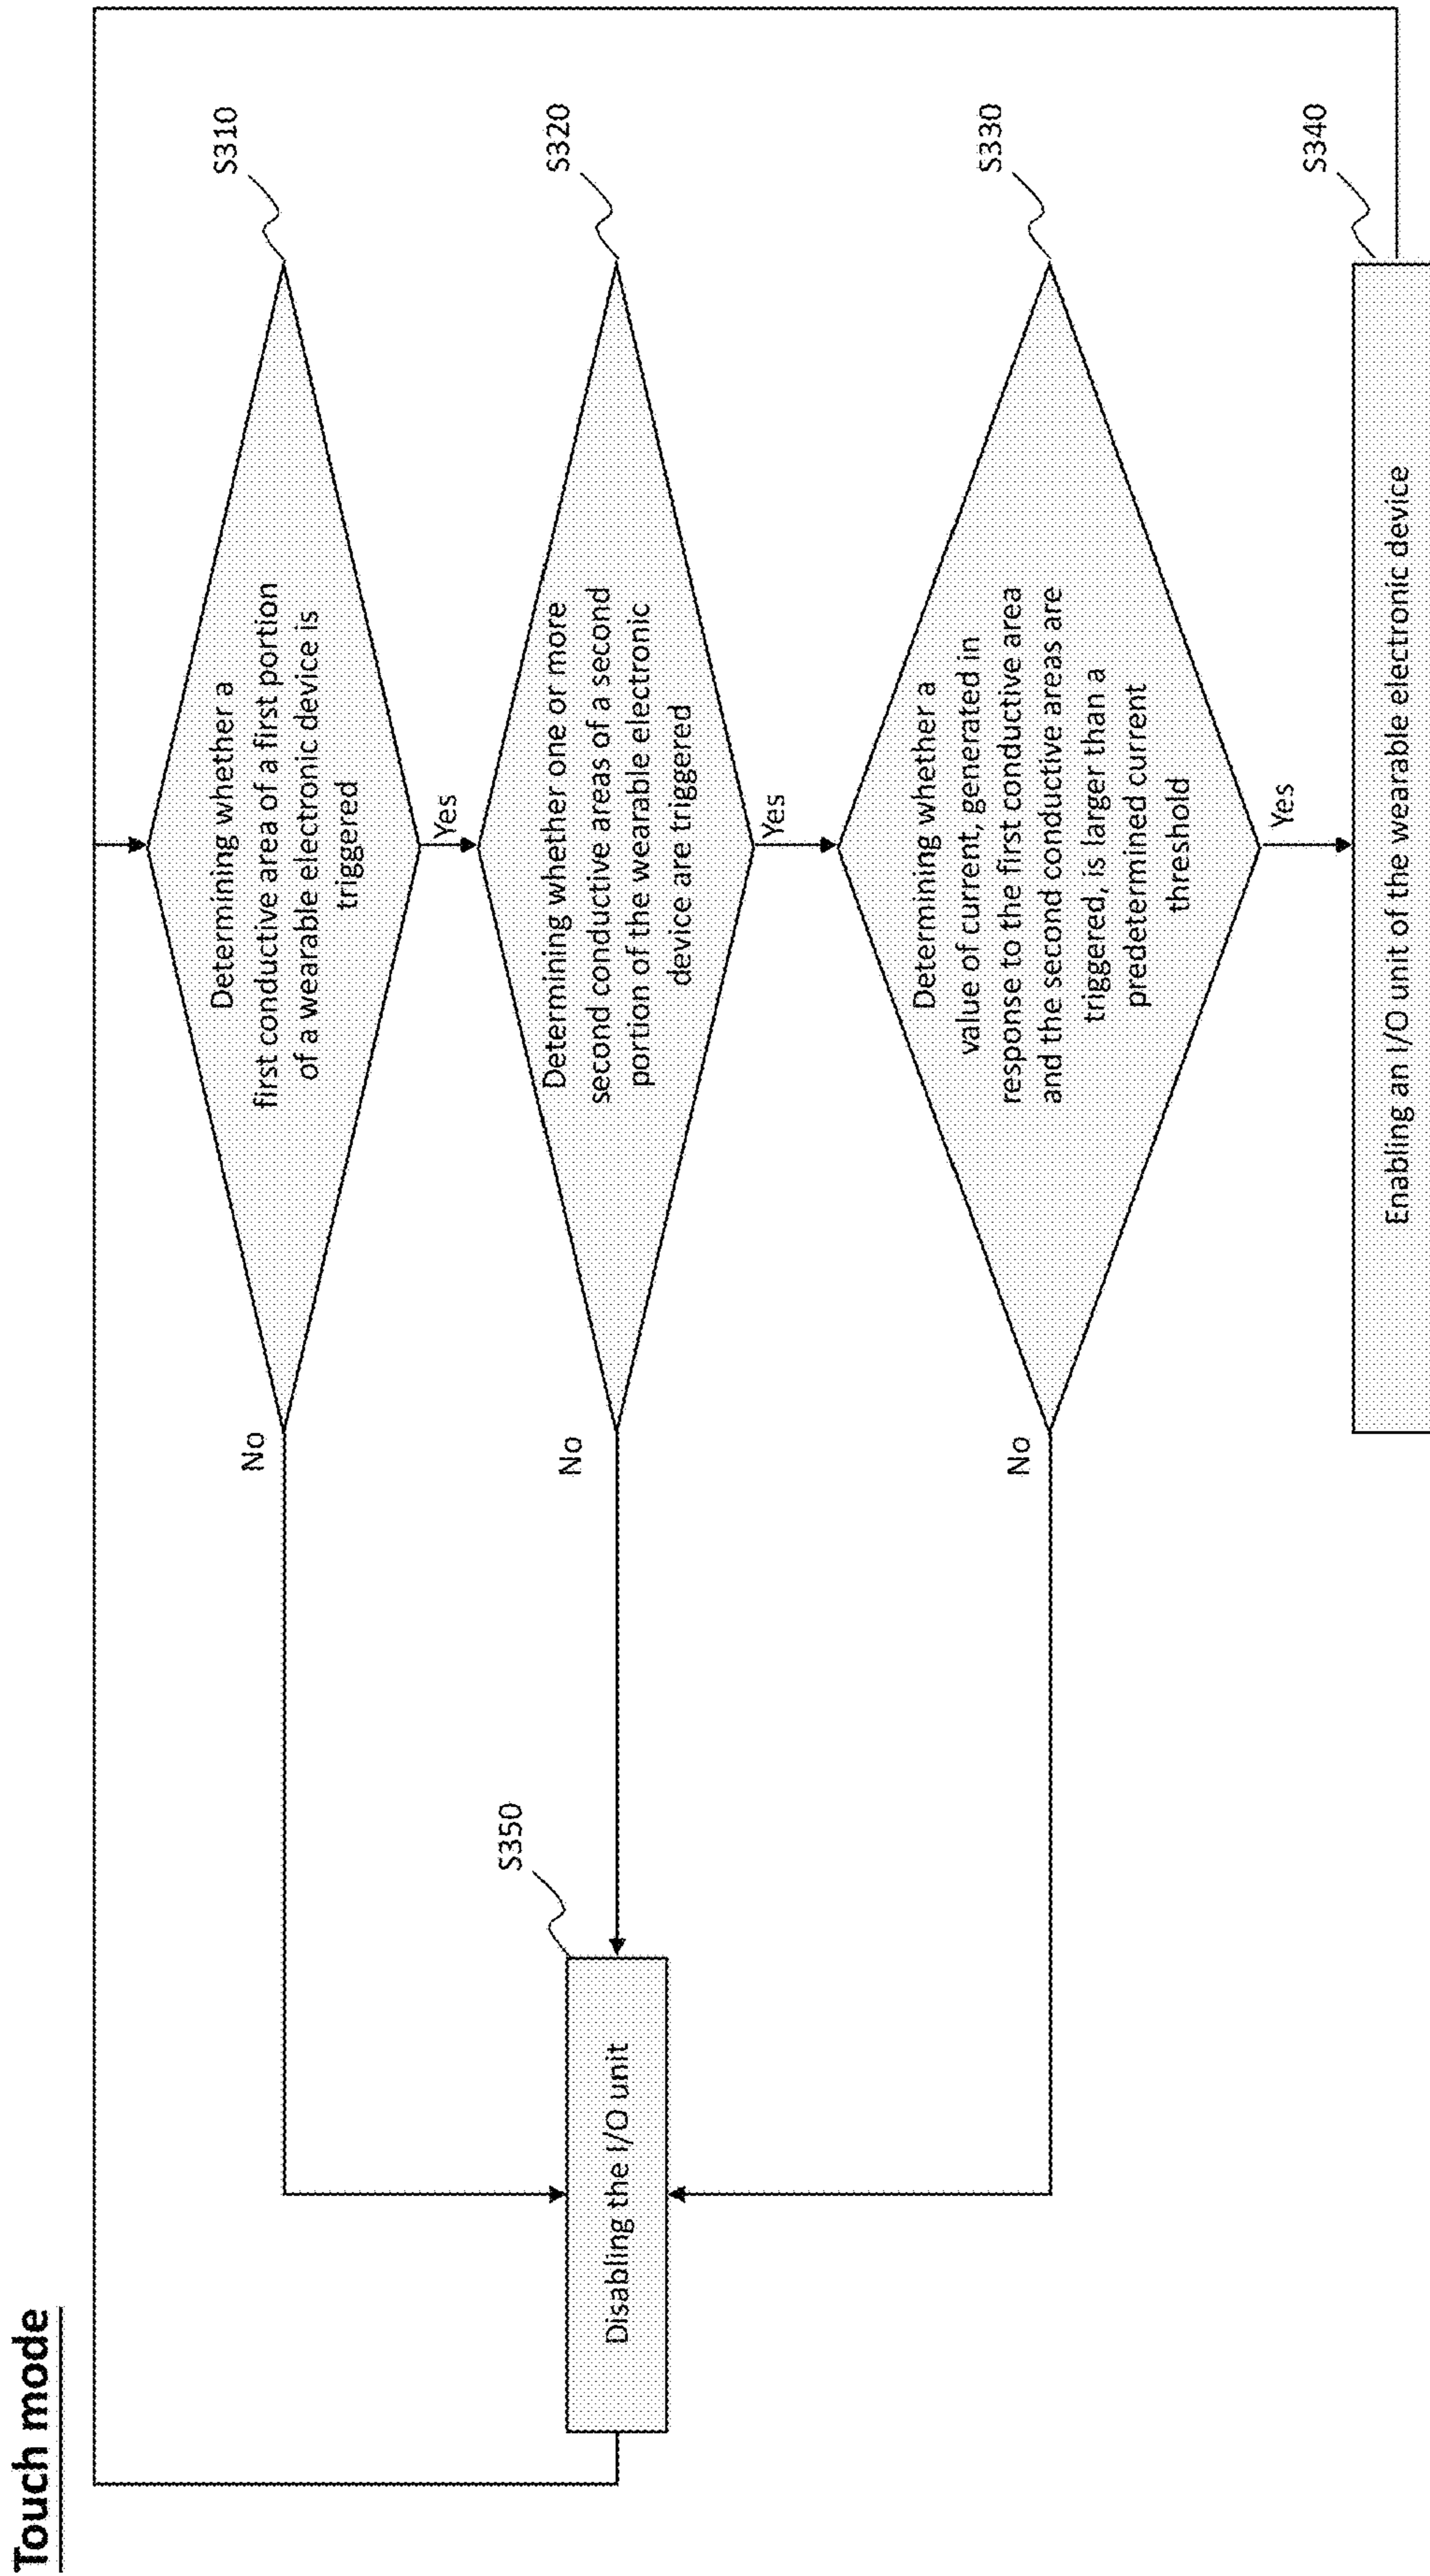 Touch mode
S310
Determining whether a
first conductive area of a first portion
of a wearable electronic device is
triggered
No
Yes
S320
Determining whether one or more
second conductive areas of a second
portion of the wearable electronic
device are triggered
No
Yes
S330
Determining whether a
value of current, generated in
response to the first conductive area
and the second conductive areas are
triggered, is larger than a
predetermined current
threshold
No
Yes
S340
Enabling an I/O unit of the wearable electronic device
S350
Disabling the I/O unit